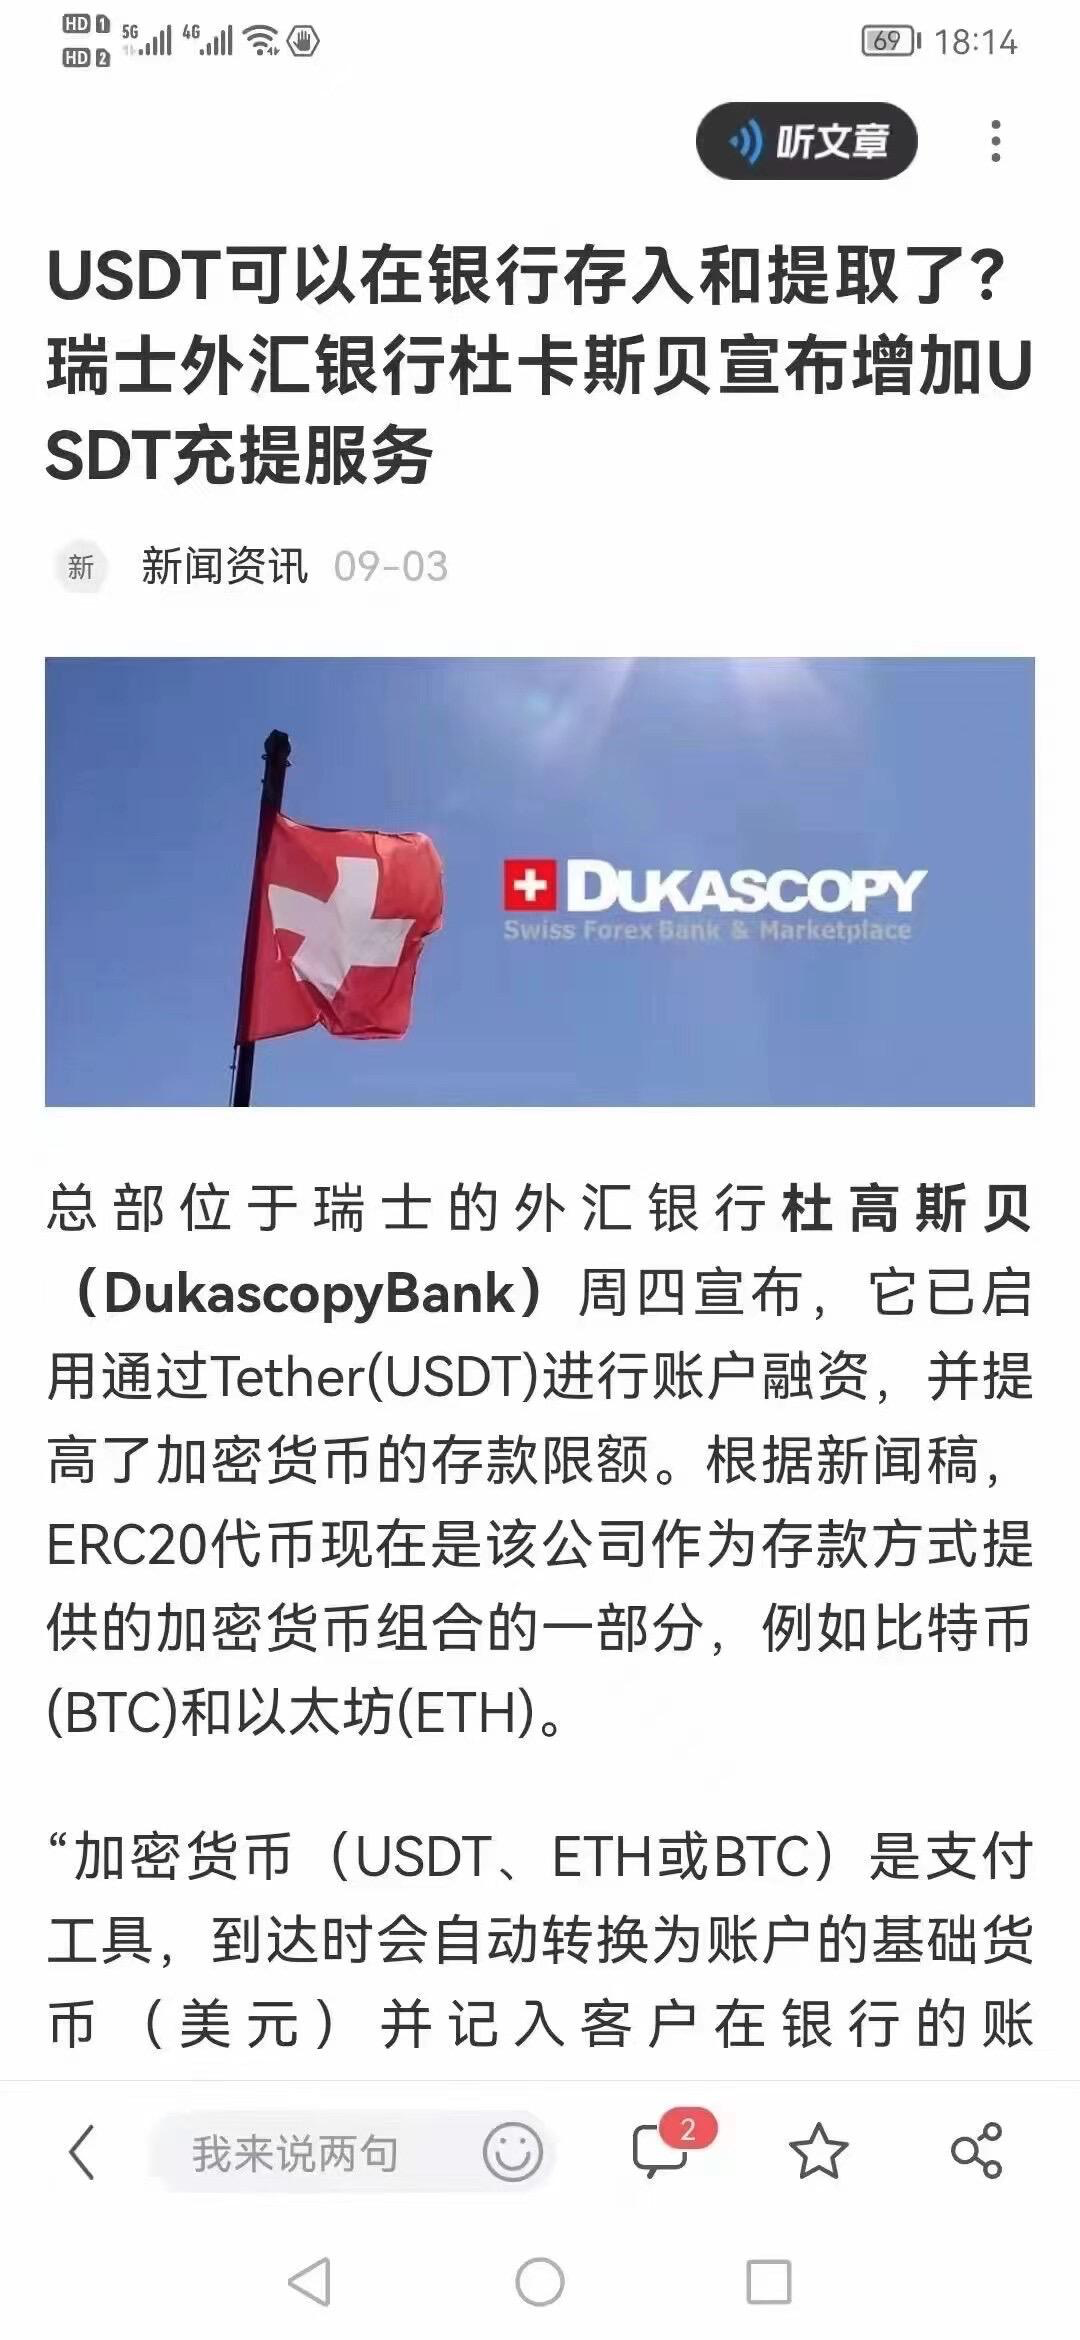 HD 1 5G 4G 69 18:14
HD 2
听文章
USDT可以在银行存入和提取了？
瑞士外汇银行杜卡斯贝宣布增加U
SDT充提服务
新 新闻资讯 09-03
DUKASCOPY
Swiss Forex Bank & Marketplace
总部位于瑞士的外汇银行杜高斯贝
（DukascopyBank）周四宣布，它已启
用通过Tether(USDT)进行账户融资，并提
高了加密货币的存款限额。根据新闻稿，
ERC20代币现在是该公司作为存款方式提
供的加密货币组合的一部分，例如比特币
(BTC)和以太坊(ETH)。
“加密货币（USDT、ETH或BTC）是支付
工具，到达时会自动转换为账户的基础货
币（美元）并记入客户在银行的账
我来说两句 2